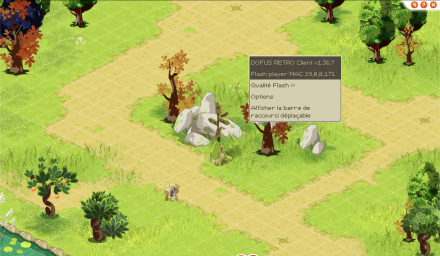 DOFUS RETRO Client v1.36.7
Flash player MAC 29,0,0,171
Qualité Flash >>
Options
Afficher la barre de
raccourci déplaçable